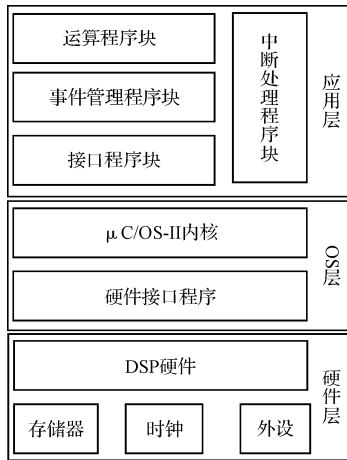 运算程序块
事件管理程序块
接口程序块
中断处理程序块
应用层
μC/OS-II内核
硬件接口程序
OS层
DSP硬件
存储器
时钟
外设
硬件层